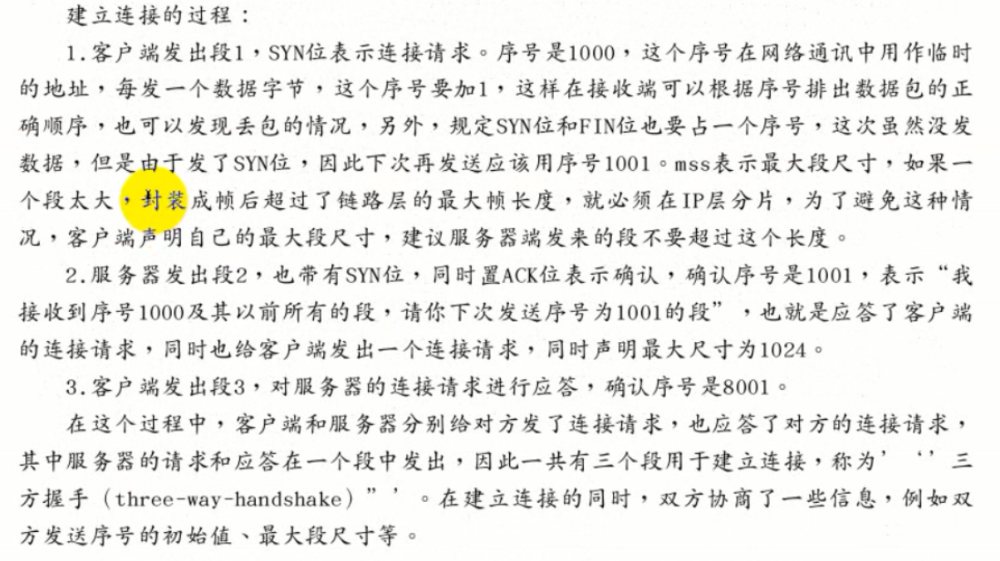 建立连接的过程：
1.客户端发出段1，SYN位表示连接请求。序号是1000，这个序号在网络通讯中用作临时
的地址，每发一个数据字节，这个序号要加1，这样在接收端可以根据序号排出数据包的正
确顺序，也可以发现丢包的情况，另外，规定SYN位和FIN位也要占一个序号，这次虽然没发
数据，但是由于发了SYN位，因此下次再发送应该用序号1001。mss表示最大段尺寸，如果一
个段太大，封装成帧后超过了链路层的最大帧长度，就必须在IP层分片，为了避免这种情
况，客户端声明自己的最大段尺寸，建议服务器端发来的段不要超过这个长度。
2.服务器发出段2，也带有SYN位，同时置ACK位表示确认，确认序号是1001，表示“我
接收到序号1000及其以前所有的段，请你下次发送序号为1001的段”，也就是应答了客户端
的连接请求，同时也给客户端发出一个连接请求，同时声明最大尺寸为1024。
3.客户端发出段3，对服务器的连接请求进行应答，确认序号是8001。
在这个过程中，客户端和服务器分别给对方发了连接请求，也应答了对方的连接请求，
其中服务器的请求和应答在一个段中发出，因此一共有三个段用于建立连接，称为’‘’三
方握手（three-way-handshake）”’。在建立连接的同时，双方协商了一些信息，例如双
方发送序号的初始值、最大段尺寸等。